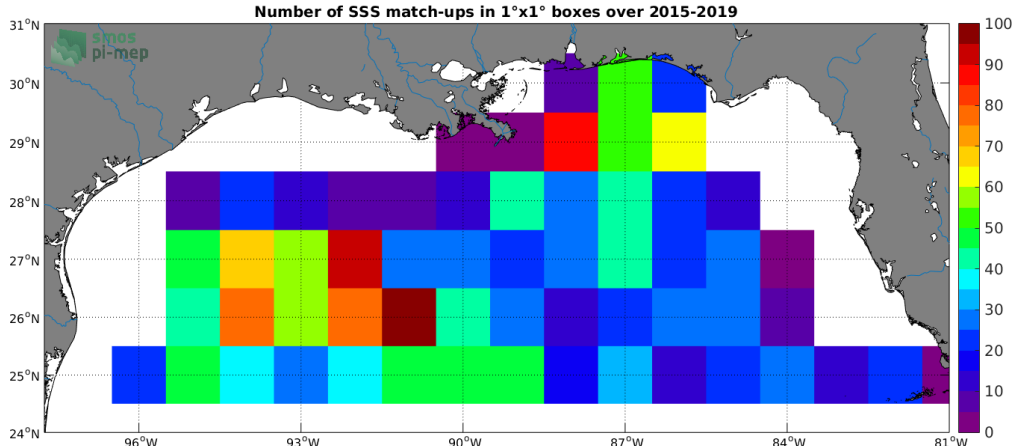 Number of SSS match-ups in 1°x1° boxes over 2015-2019
smos
pi-mep
31°N
30°N
29°N
28°N
27°N
26°N
25°N
24°N
96°W
93°W
90°W
87°W
84°W
81°W
100
90
80
70
60
50
40
30
20
10
0